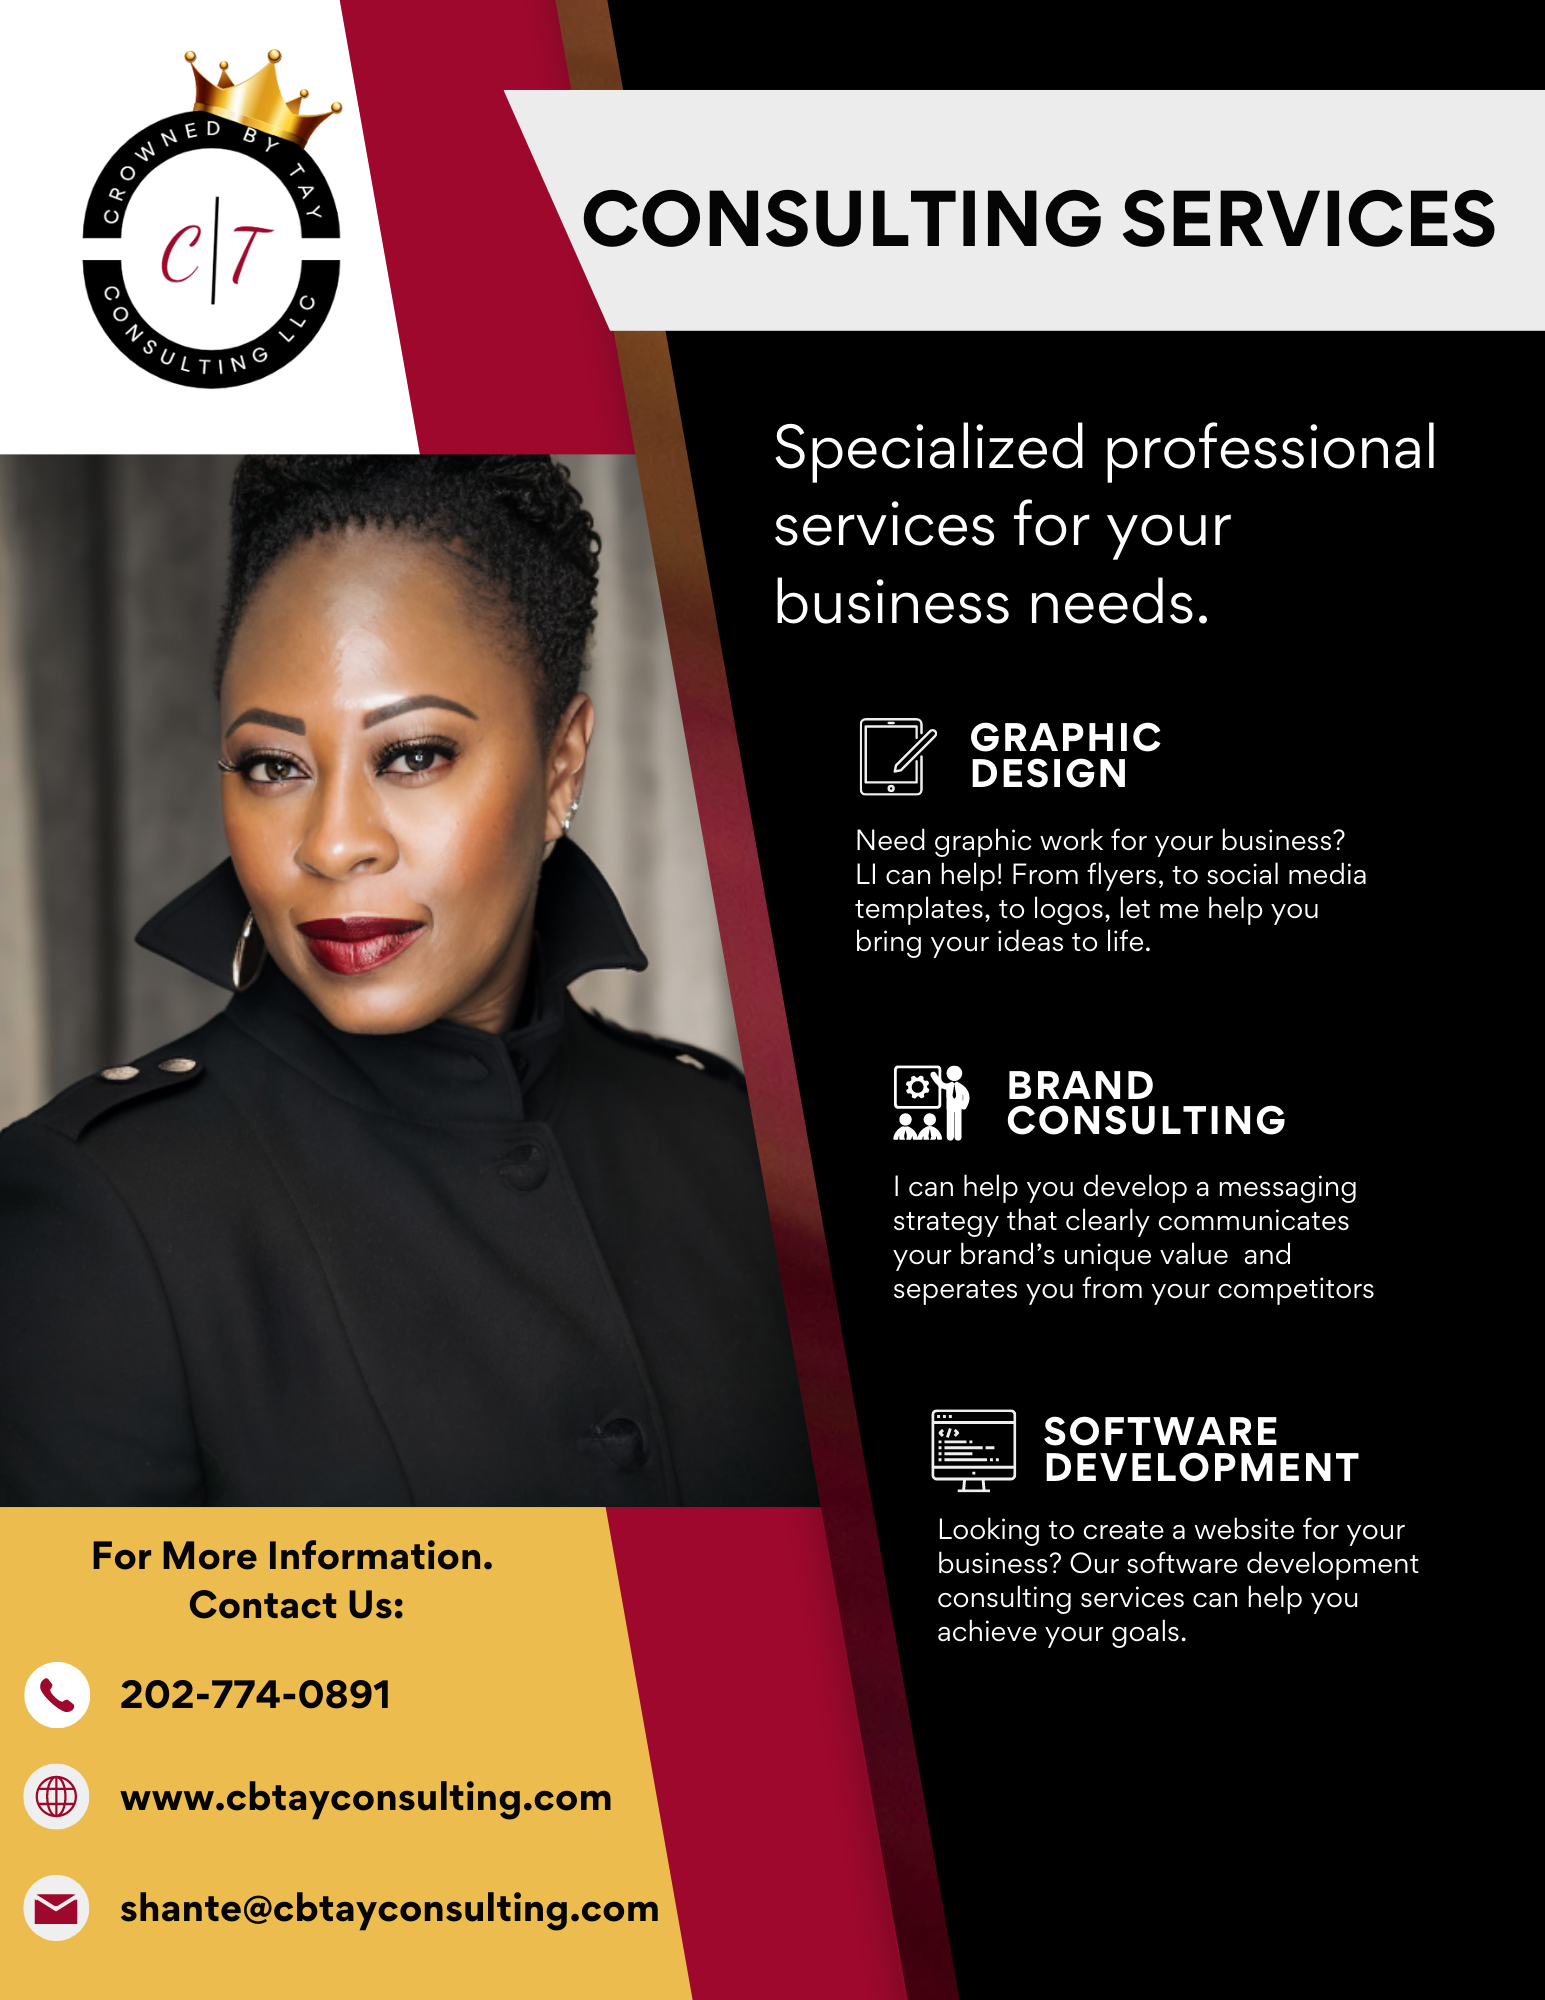 CROWNED BY TAY
C|T
CONSULTING LLC
CONSULTING SERVICES
Specialized professional
services for your
business needs.
GRAPHIC
DESIGN
Need graphic work for your business?
LI can help! From flyers, to social media
templates, to logos, let me help you
bring your ideas to life.
BRAND
CONSULTING
I can help you develop a messaging
strategy that clearly communicates
your brand's unique value  and
seperates you from your competitors
SOFTWARE
DEVELOPMENT
Looking to create a website for your
business? Our software development
consulting services can help you
achieve your goals.
For More Information.
Contact Us:
202-774-0891
www.cbtayconsulting.com
shante@cbtayconsulting.com